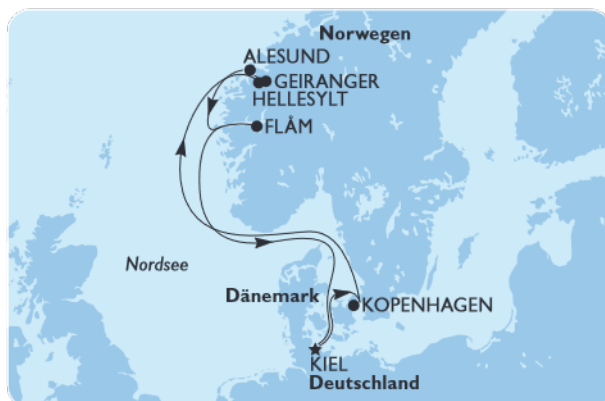 Norwegen
ALESUND
GEIRANGER
HELLESYLT
FLÅM
Nordsee
Dänemark
KOPENHAGEN
KIEL
Deutschland